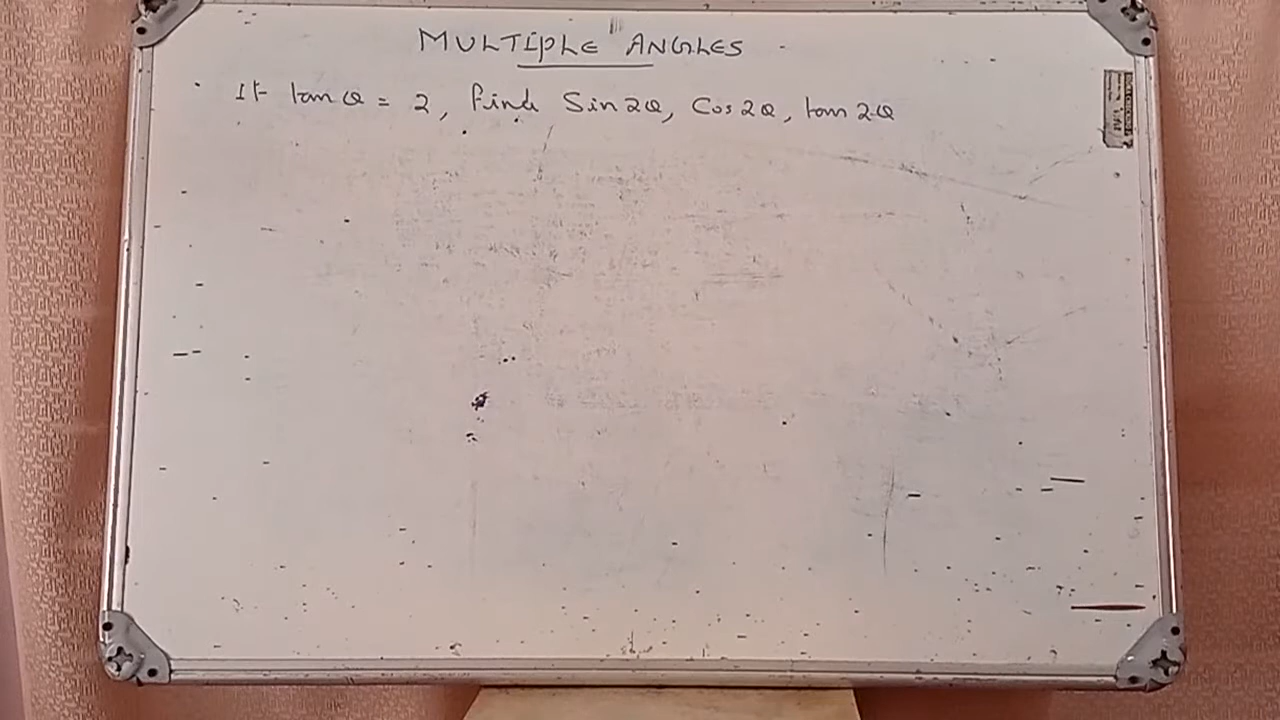 MULTIPLE ANGLES
If tan θ = 2, find Sin 2θ, Cos 2θ, tan 2θ